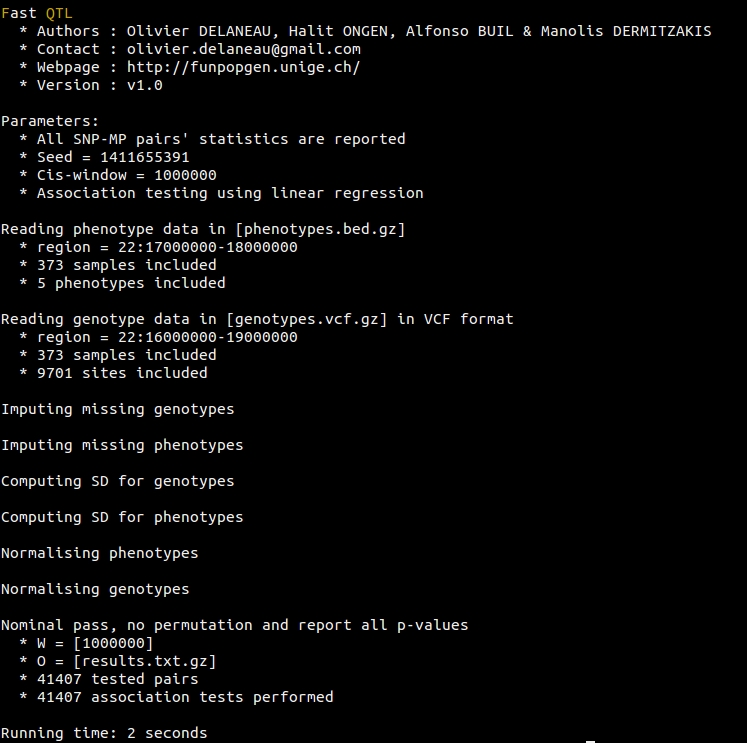 Fast QTL
* Authors : Olivier DELANEAU, Halit ONGEN, Alfonso BUIL & Manolis DERMITZAKIS
* Contact : olivier.delaneau@gmail.com
* Webpage : http://funpopgen.unige.ch/
* Version : v1.0
Parameters:
* All SNP-MP pairs' statistics are reported
* Seed = 1411655391
* Cis-window = 1000000
* Association testing using linear regression
Reading phenotype data in [phenotypes.bed.gz]
* region = 22:17000000-18000000
* 373 samples included
* 5 phenotypes included
Reading genotype data in [genotypes.vcf.gz] in VCF format
* region = 22:16000000-19000000
* 373 samples included
* 9701 sites included
Imputing missing genotypes
Imputing missing phenotypes
Computing SD for genotypes
Computing SD for phenotypes
Normalising phenotypes
Normalising genotypes
Nominal pass, no permutation and report all p-values
* W = [1000000]
* O = [results.txt.gz]
* 41407 tested pairs
* 41407 association tests performed
Running time: 2 seconds